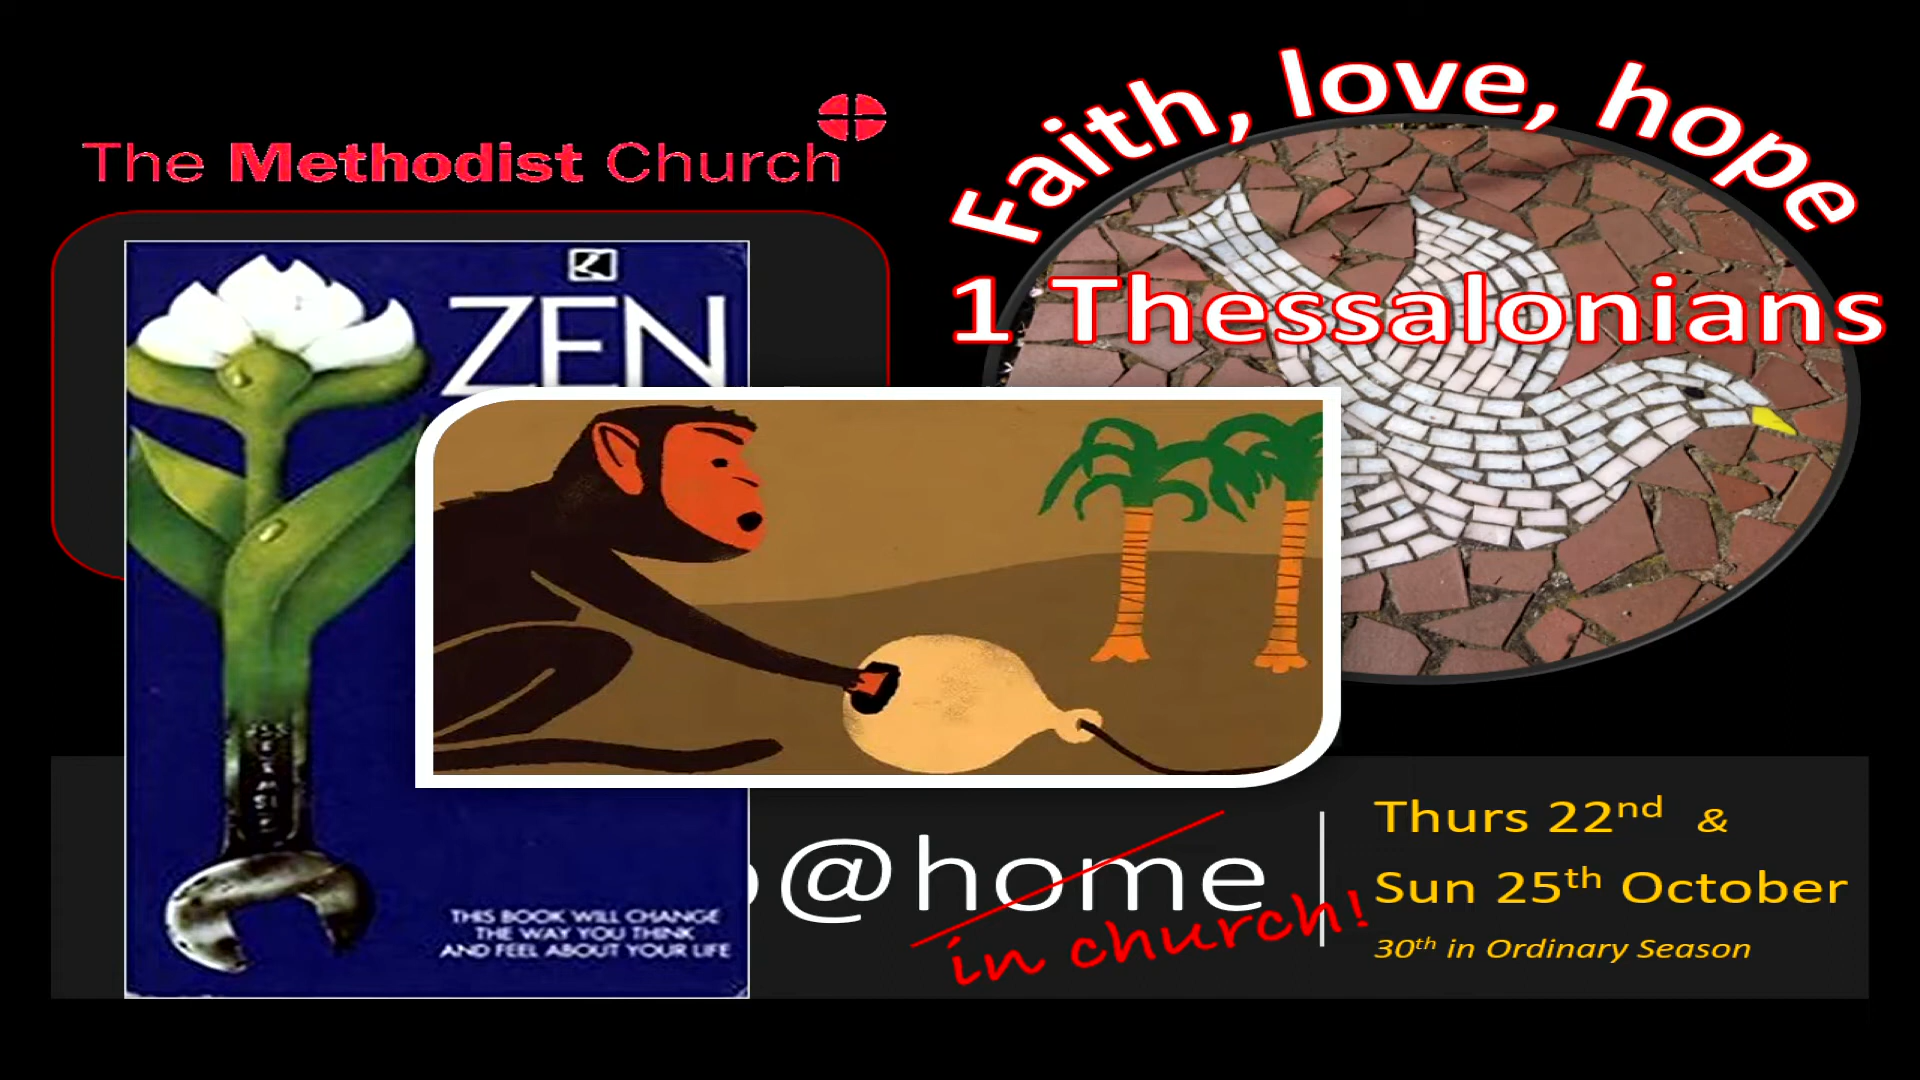 The Methodist Church
Faith, love, hope
1 Thessalonians
ZEN
THIS BOOK WILL CHANGE
THE WAY YOU THINK
AND FEEL ABOUT YOUR LIFE
@home
in church!
Thurs 22nd &
Sun 25th October
30th in Ordinary Season